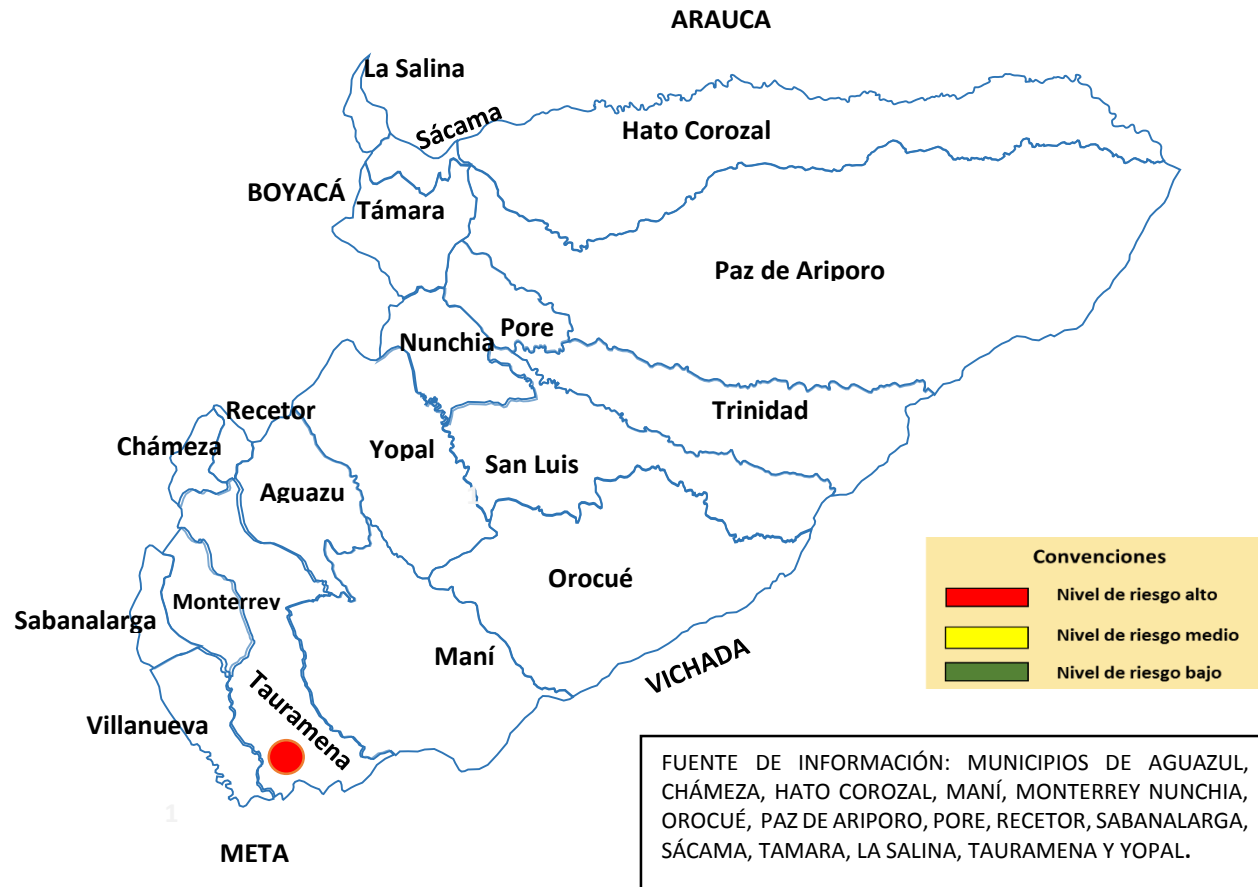 ARAUCA
La Salina
Sácama
Hato Corozal
BOYACÁ
Támara
Paz de Ariporo
Pore
Nunchia
Trinidad
Recetor
Chámeza
Yopal
San Luis
Aguazu
1
Orocué
Convenciones
Nivel de riesgo alto
Nivel de riesgo medio
Nivel de riesgo bajo
Monterrey
Sabanalarga
Maní
VICHADA
Tauramena
Villanueva
FUENTE DE INFORMACIÓN: MUNICIPIOS DE AGUAZUL,
CHÁMEZA, HATO COROZAL, MANÍ, MONTERREY NUNCHIA,
OROCUÉ, PAZ DE ARIPORO, PORE, RECETOR, SABANALARGA,
SÁCAMA, TAMARA, LA SALINA, TAURAMENA Y YOPAL.
1
META